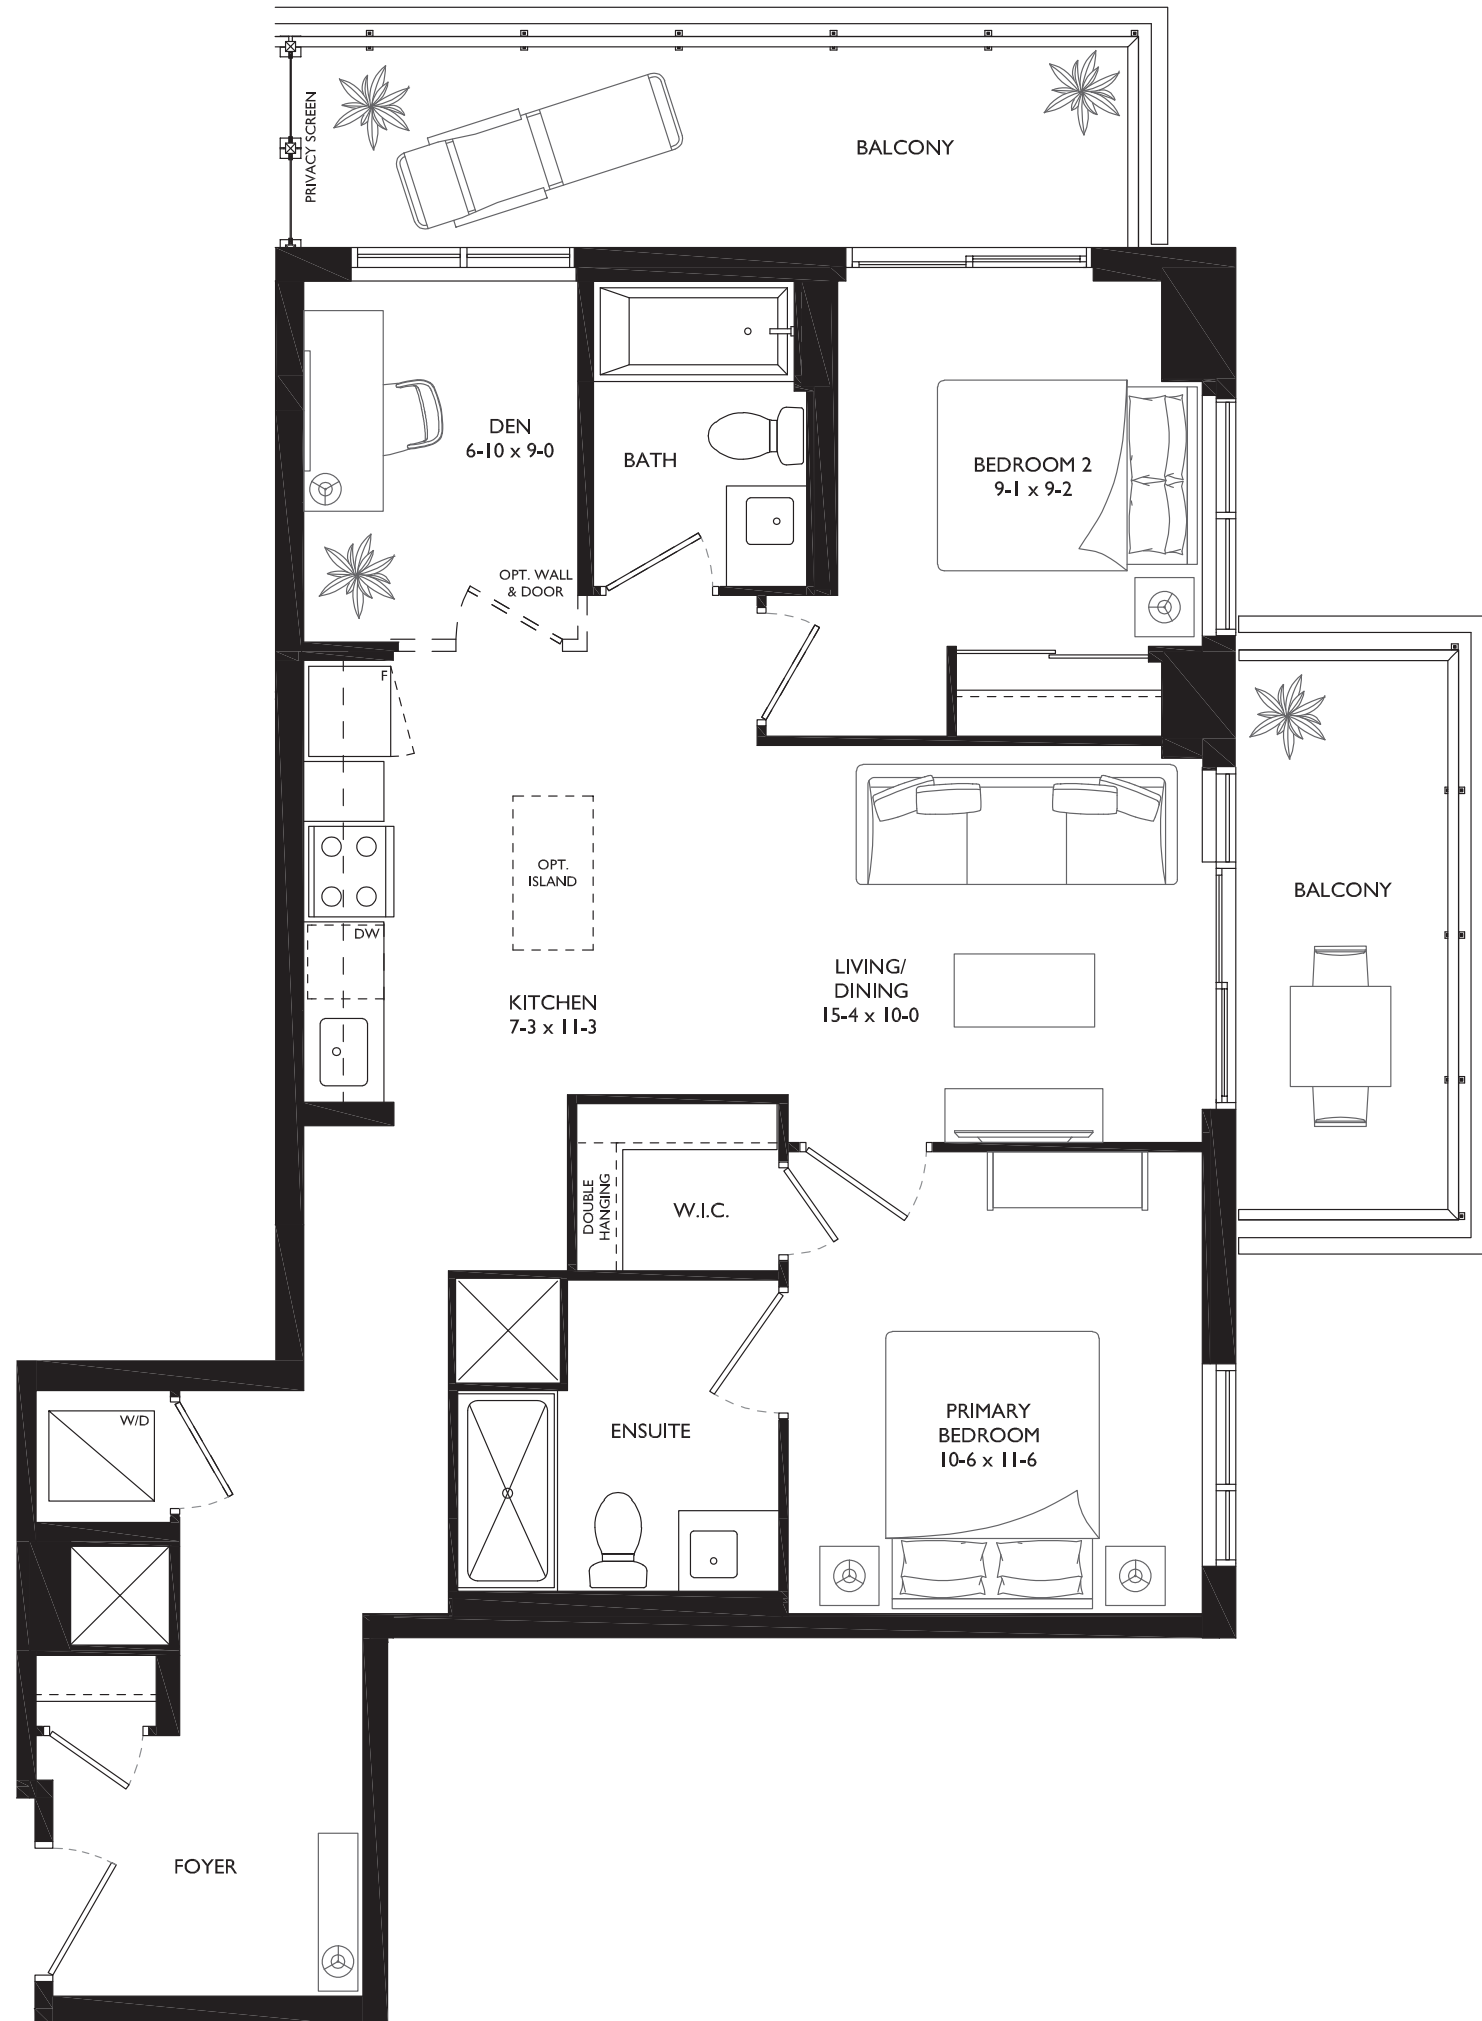 PRIVACY SCREEN
BALCONY
DEN
6-10 x 9-0
BATH
BEDROOM 2
9-1 x 9-2
OPT. WALL
& DOOR
F
OPT.
ISLAND
DW
BALCONY
LIVING/
DINING
15-4 x 10-0
KITCHEN
7-3 x 11-3
DOUBLE
HANGING
W.I.C.
W/D
ENSUITE
PRIMARY
BEDROOM
10-6 x 11-6
FOYER